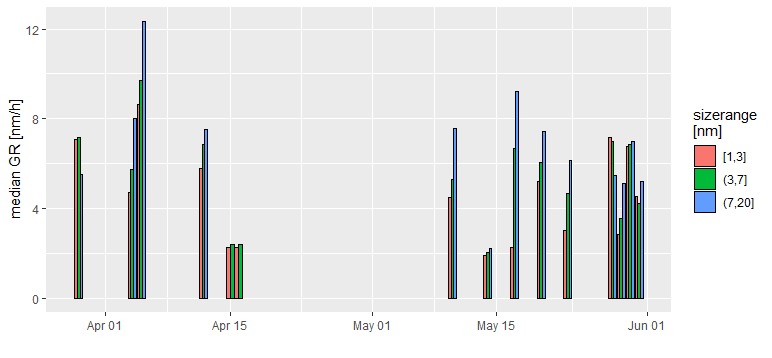 12
8
4
0
median GR [nm/h]
Apr 01
Apr 15
May 01
May 15
Jun 01
sizerange
[nm]
[1,3]
(3,7]
(7,20]